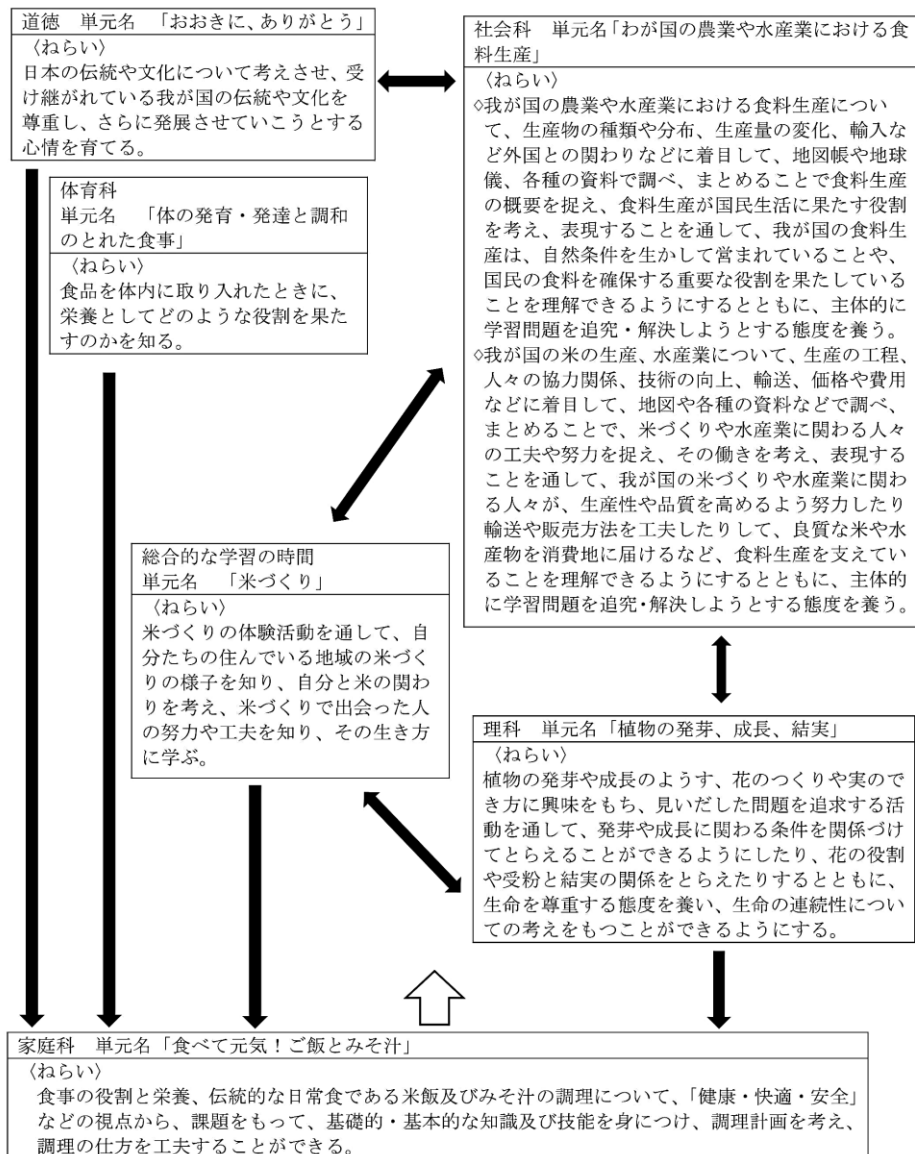 道徳 単元名 「おおきに、ありがとう」
〈ねらい〉
日本の伝統や文化について考えさせ、受
け継がれている我が国の伝統や文化を
尊重し、さらに発展させていこうとする
心情を育てる。
体育科
単元名 「体の発育・発達と調和
のとれた食事」
〈ねらい〉
食品を体内に取り入れたときに、
栄養としてどのような役割を果た
すのかを知る。
社会科 単元名「わが国の農業や水産業における食
料生産」
〈ねらい〉
◇我が国の農業や水産業における食料生産につい
て、生産物の種類や分布、生産量の変化、輸入な
ど外国との関わりなどに着目して、地図帳や地球
儀、各種の資料で調べ、まとめることで食料生産
の概要を捉え、食料生産が国民生活に果たす役割
を考え、表現することを通して、我が国の食料生
産は、自然条件を生かして営まれていることや、
国民の食料を確保する重要な役割を果たしている
ことを理解できるようにするとともに、主体的に
学習問題を追究・解決しようとする態度を養う。
◇我が国の米の生産、水産業について、生産の工程、
人々の協力関係、技術の向上、輸送、価格や費用
などに着目して、地図や各種の資料などで調べ、
まとめることで、米づくりや水産業に関わる人々
の工夫や努力を捉え、その働きを考え、表現する
ことを通して、我が国の米づくりや水産業に関わ
る人々が、生産性や品質を高めるよう努力したり
輸送や販売方法を工夫したりして、良質な米や水
産物を消費地に届けるなど、食料生産を支えてい
ることを理解できるようにするとともに、主体的
に学習問題を追究・解決しようとする態度を養う。
総合的な学習の時間
単元名 「米づくり」
〈ねらい〉
米づくりの体験活動を通して、自
分たちの住んでいる地域の米づく
りの様子を知り、自分と米の関わ
りを考え、米づくりで出会った人
の努力や工夫を知り、その生き方
に学ぶ。
理科 単元名「植物の発芽、成長、結実」
〈ねらい〉
植物の発芽や成長のようす、花のつくりや実ので
き方に興味をもち、見いだした問題を追求する活
動を通して、発芽や成長に関わる条件を関係づけ
てとらえることができるようにしたり、花の役割
や受粉と結実の関係をとらえたりするとともに、
生命を尊重する態度を養い、生命の連続性につい
ての考えをもつことができるようにする。
家庭科 単元名「食べて元気！ご飯とみそ汁」
〈ねらい〉
食事の役割と栄養、伝統的な日常食である米飯及びみそ汁の調理について、「健康・快適・安全」
などの視点から、課題をもって、基礎的・基本的な知識及び技能を身につけ、調理計画を考え、
調理の仕方を工夫することができる。